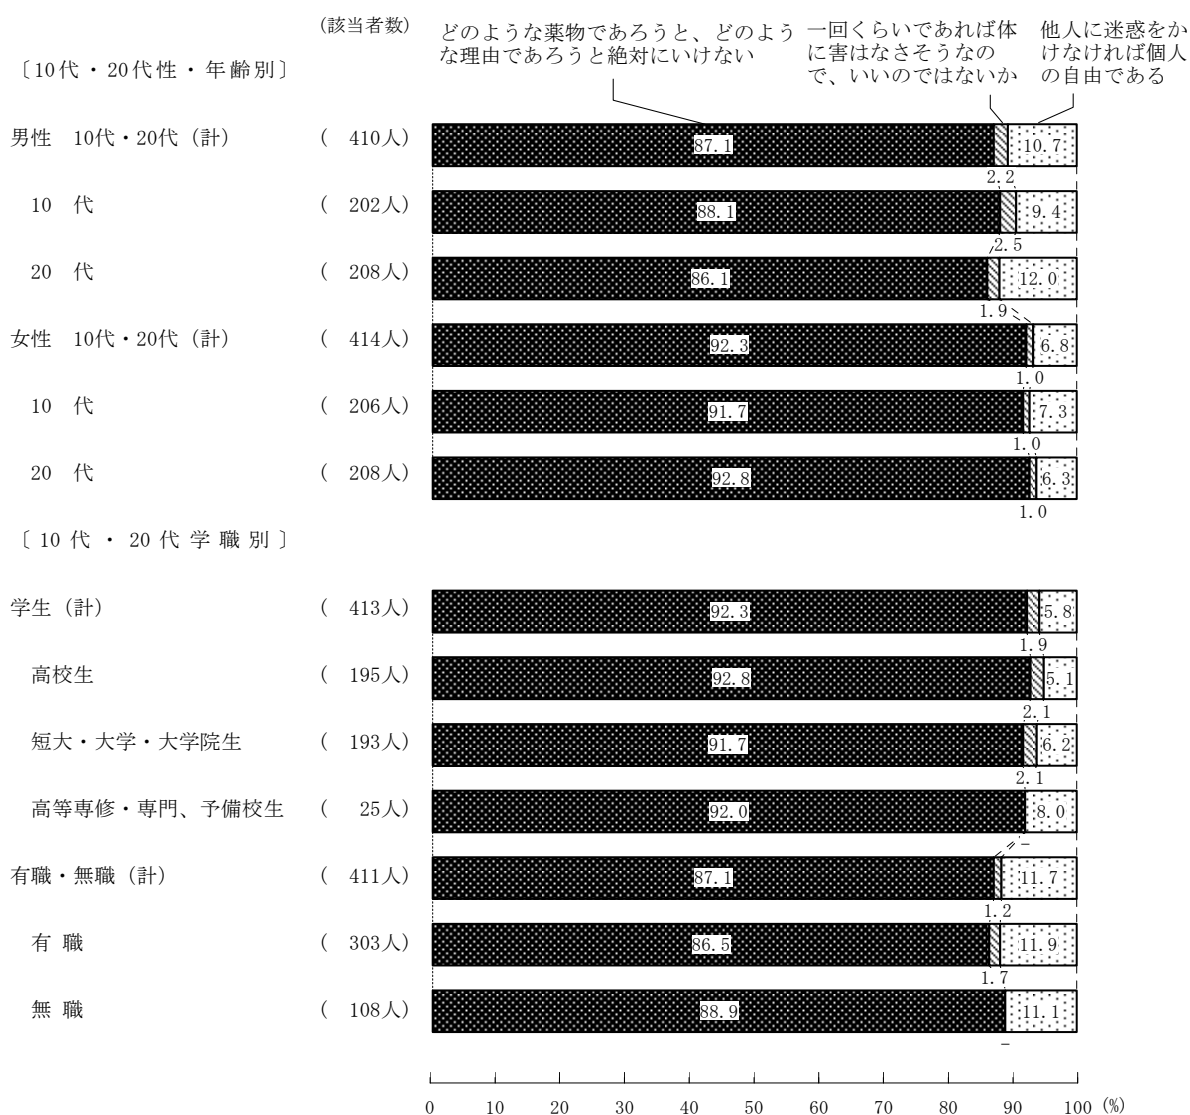 (該当者数)
どのような薬物であろうと、どのよう
な理由であろうと絶対にいけない
一回くらいであれば体
に害はなさそうなの
で、いいのではないか
他人に迷惑をか
けなければ個人
の自由である
〔10代・20代性・年齢別〕
男性 10代・20代(計) ( 410人) 87.1 10.7
2.2
10 代 ( 202人) 88.1 9.4
2.5
20 代 ( 208人) 86.1 12.0
1.9
女性 10代・20代(計) ( 414人) 92.3 6.8
1.0
10 代 ( 206人) 91.7 7.3
1.0
20 代 ( 208人) 92.8 6.3
1.0
〔10代・20代学職別〕
学生(計) ( 413人) 92.3 5.8
1.9
高校生 ( 195人) 92.8 5.1
2.1
短大・大学・大学院生 ( 193人) 91.7 6.2
2.1
高等専修・専門、予備校生 ( 25人) 92.0 8.0
−
有職・無職(計) ( 411人) 87.1 11.7
1.2
有 職 ( 303人) 86.5 11.9
1.7
無 職 ( 108人) 88.9 11.1
−
0 10 20 30 40 50 60 70 80 90 100 (%)